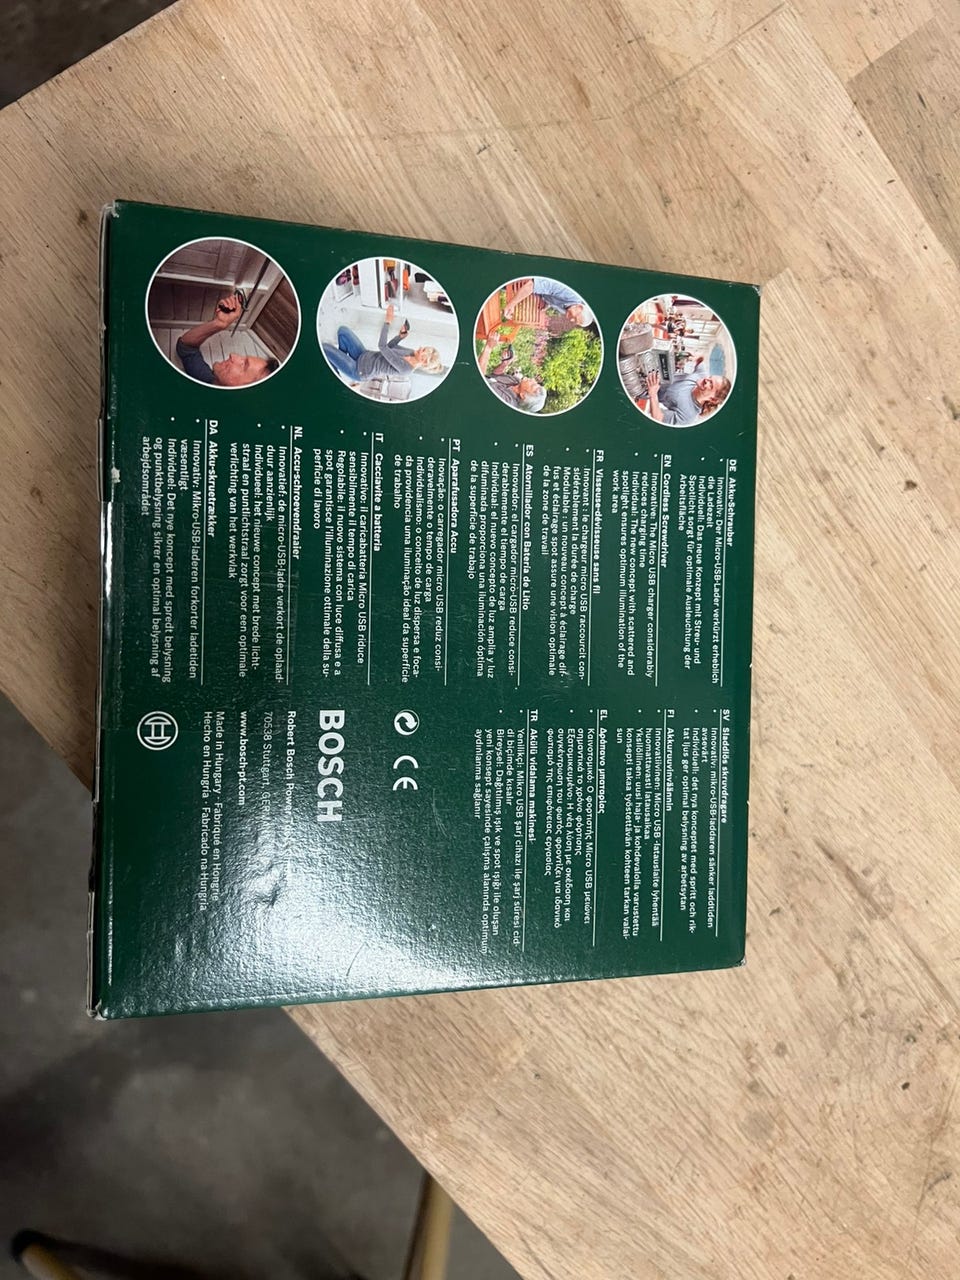 DE Akku-Schrauber
• Innovativ: Der Micro-USB-Lader verkürzt erheblich
die Ladezeit
• Individuell: Das neue Konzept mit Streu- und
Spotlicht sorgt für optimale Ausleuchtung der
Arbeitsfläche
EN Cordless Screwdriver
• Innovative: The Micro USB charger considerably
reduces charging time
• Individual: The new concept with scattered and
spotlight ensures optimum illumination of the
work area
FR Visseuse-dévisseuse sans fil
• Innovant : le chargeur micro USB raccourcit con-
sidérablement la durée de charge
• Modulable : un nouveau concept à éclairage dif-
fus et éclairage spot assure une vision optimale
de la zone de travail
ES Atornillador con Batería de Litio
• Innovador: el cargador micro-USB reduce consi-
derablemente el tiempo de carga
• Individual: el nuevo concepto de luz amplia y luz
difuminada proporciona una iluminación óptima
de la superficie de trabajo
PT Aparafusadora Accu
• Inovação: o carregador micro USB reduz consi-
deravelmente o tempo de carga
• Individualismo: o conceito de luz dispersa e foca-
da providencia uma iluminação ideal da superfície
de trabalho
IT Cacciavite a batteria
• Innovativo: il caricabatteria Micro USB riduce
sensibilmente il tempo di carica
• Regolabile: il nuovo sistema con luce diffusa e a
spot garantisce l'illuminazione ottimale della su-
perficie di lavoro
NL Accu-schroevendraaier
• Innovatief: de micro-USB-lader verkort de oplaad-
duur aanzienlijk
• Individueel: het nieuwe concept met brede licht-
straal en puntlichtstraal zorgt voor een optimale
verlichting van het werkvlak
DA Akku-skruetrækker
• Innovativ: Mikro-USB-laderen forkorter ladetiden
væsentligt
• Individuel: Det nye koncept med spredt belysning
og punktbelysning sikrer en optimal belysning af
arbejdsområdet
SV Sladdlös skruvdragare
• Innovativ: mikro-USB-laddaren sänker laddtiden
avsevärt
• Individuell: det nya konceptet med spritt och rik-
tat ljus ger optimal belysning av arbetsytan
FI Akkuruuvinväännin
• Innovatiivinen: Micro USB -latauslaite lyhentää
huomattavasti latausaikaa
• Yksilöllinen: uusi haja- ja kohdevalolla varustettu
konsepti takaa työstettävän kohteen tarkan valai-
sun
EL Δράπανο μπαταρίας
• Καινοτομικό: Ο φορτιστής Micro USB μειώνει
σημαντικά το χρόνο φόρτισης
• Εξατομικευμένο: Η νέα λύση με σκέδαση και
συγκέντρωση του φωτός φροντίζει για ιδανικό
φωτισμό της επιφάνειας εργασίας
TR Akülü vidalama makinesi
• Yenilikçi: Mikro USB şarj cihazı ile şarj süresi cid-
di biçimde kısalır
• Bireysel: Dağıtılmış ışık ve spot ışığı ile oluşan
yeni konsept sayesinde çalışma alanında optimum
aydınlanma sağlanır
CE
BOSCH
Robert Bosch Power
70538 Stuttgart, GER
www.bosch-pt.com
Made in Hungary · Fabriqué en Hongrie
Hecho en Hungría · Fabricado na Hungria